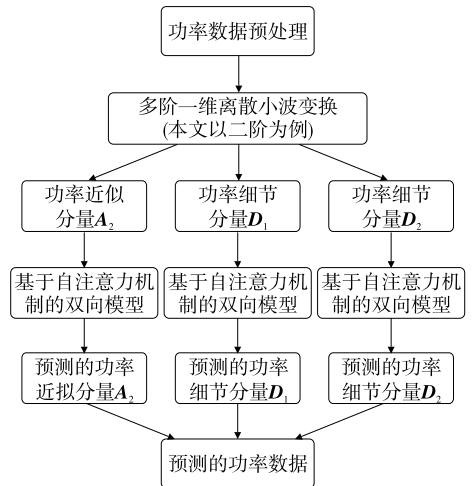 功率数据预处理
多阶一维离散小波变换
(本文以二阶为例)
功率近似
分量A₂
功率细节
分量D₁
功率细节
分量D₂
基于自注意力机
制的双向模型
基于自注意力机
制的双向模型
基于自注意力机
制的双向模型
预测的功率
近拟分量A₂
预测的功率
细节分量D₁
预测的功率
细节分量D₂
预测的功率数据